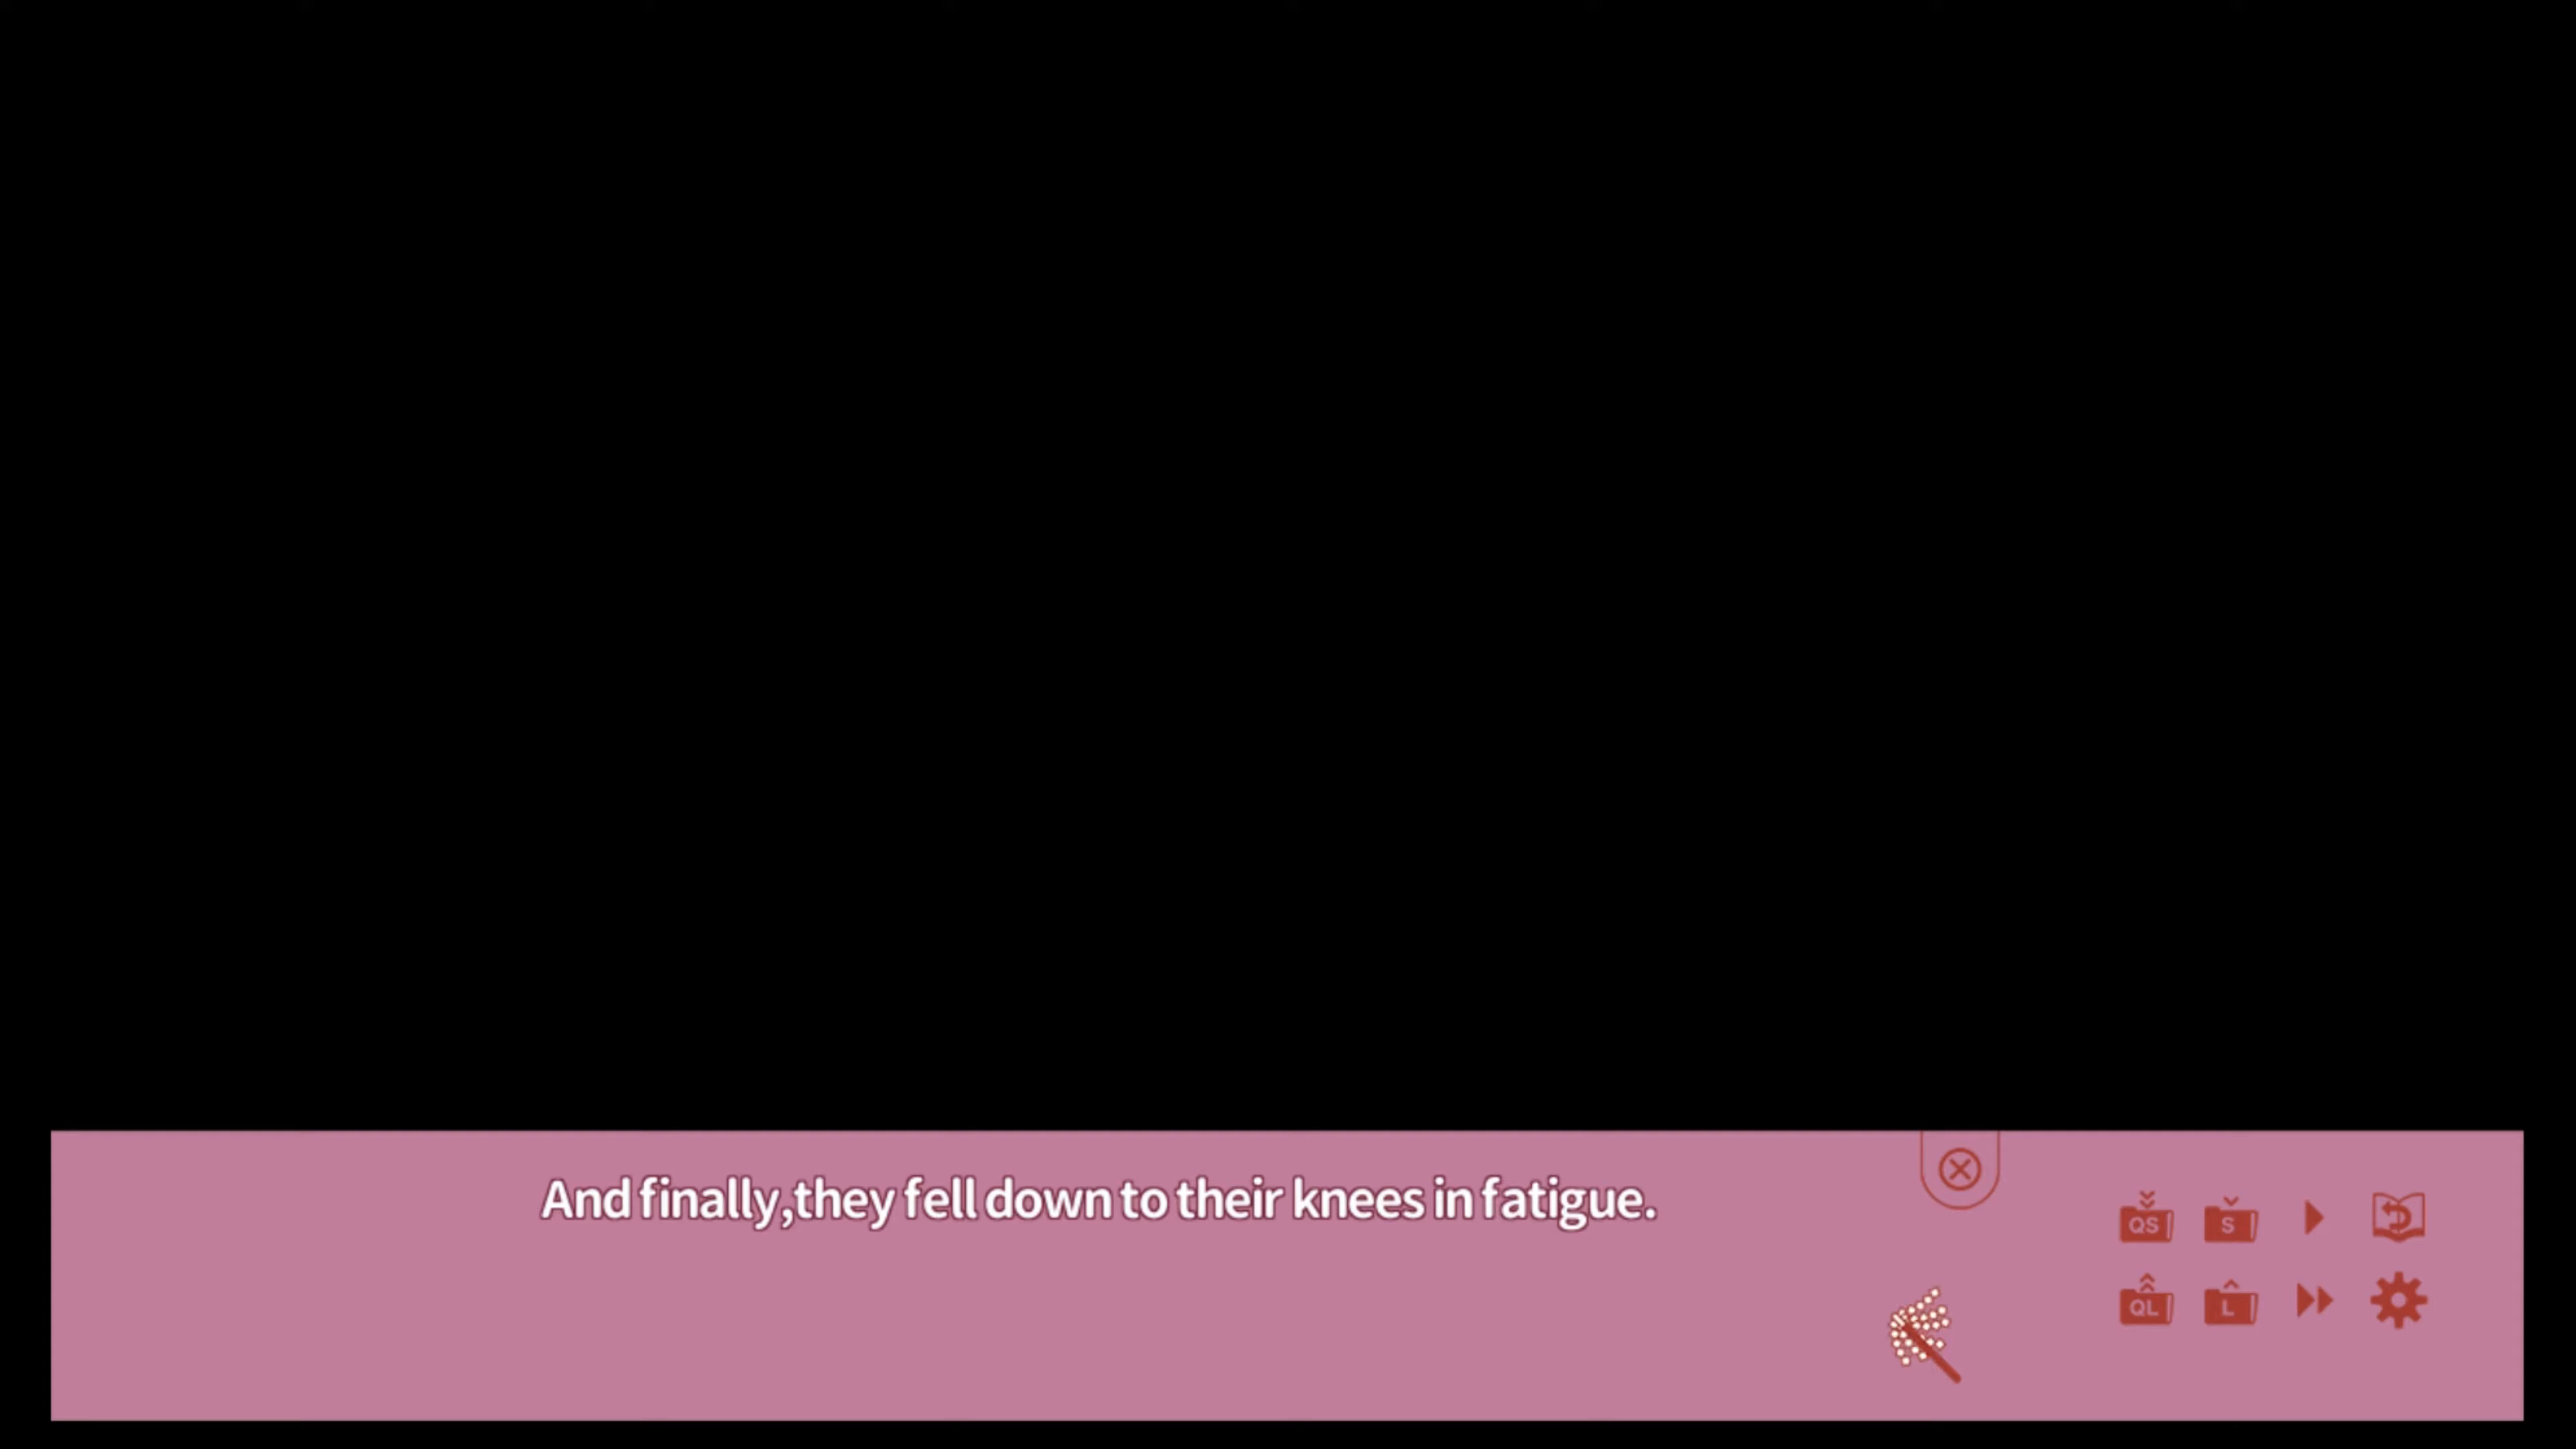 And finally,they fell down to their knees in fatigue.
QS S
QL L